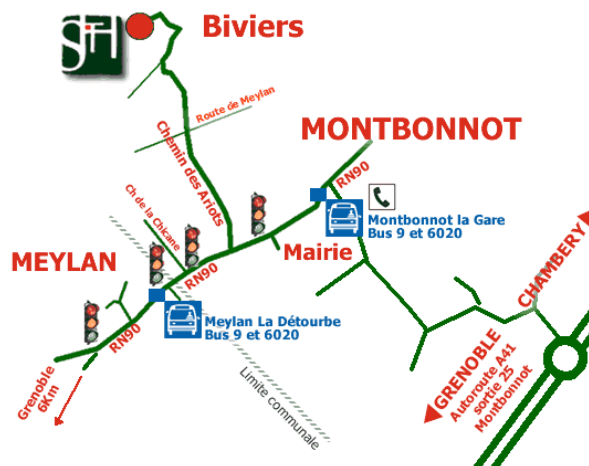 SJH
Biviers
Route de Meylan
MONTBONNOT
Chemin des Ariots
RN90
Montbonnot la Gare
Bus 9 et 6020
Ch de la Chicane
Mairie
MEYLAN
RN90
CHAMBERY
Meylan La Détourbe
Bus 9 et 6020
RN90
GRENOBLE
Autoroute A41
sortie 25
Montbonnot
Grenoble
6Km
Limite communale